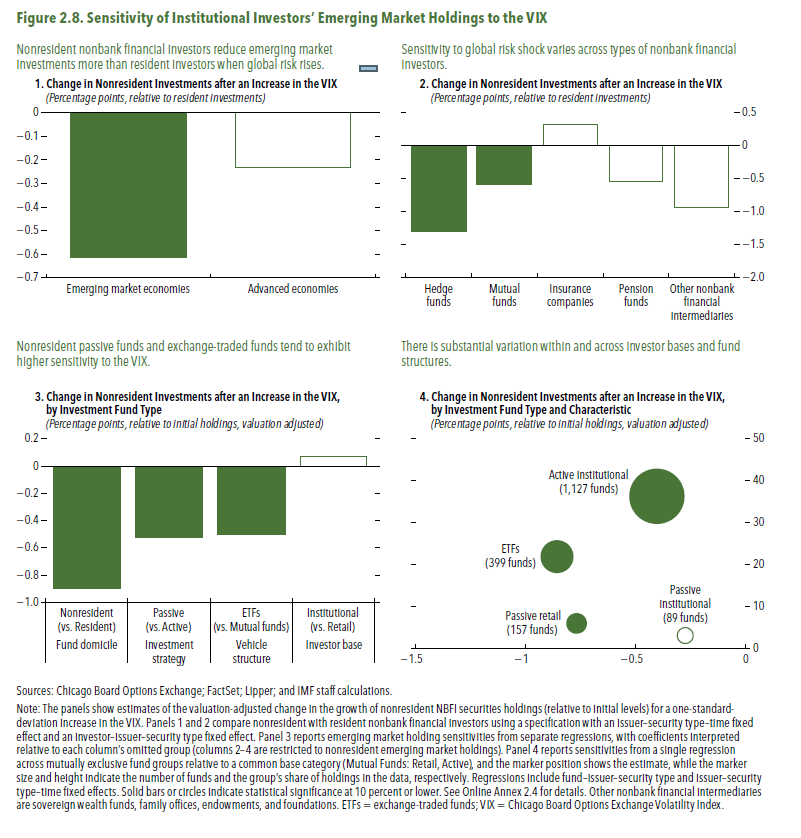 Figure 2.8. Sensitivity of Institutional Investors’ Emerging Market Holdings to the VIX
Nonresident nonbank financial investors reduce emerging market
investments more than resident investors when global risk rises.
1. Change in Nonresident Investments after an Increase in the VIX
(Percentage points, relative to resident investments)
0
−0.1
−0.2
−0.3
−0.4
−0.5
−0.6
−0.7
Emerging market economies
Advanced economies
Sensitivity to global risk shock varies across types of nonbank financial
investors.
2. Change in Nonresident Investments after an Increase in the VIX
(Percentage points, relative to resident investments)
0.5
0
−0.5
−1.0
−1.5
−2.0
Hedge
funds
Mutual
funds
Insurance
companies
Pension
funds
Other nonbank
financial
intermediaries
Nonresident passive funds and exchange-traded funds tend to exhibit
higher sensitivity to the VIX.
3. Change in Nonresident Investments after an Increase in the VIX,
by Investment Fund Type
(Percentage points, relative to initial holdings, valuation adjusted)
0.2
0
−0.2
−0.4
−0.6
−0.8
−1.0
Nonresident
(vs. Resident)
Fund domicile
Passive
(vs. Active)
Investment
strategy
ETFs
(vs. Mutual funds)
Vehicle
structure
Institutional
(vs. Retail)
Investor base
There is substantial variation within and across investor bases and fund
structures.
4. Change in Nonresident Investments after an Increase in the VIX,
by Investment Fund Type and Characteristic
(Percentage points, relative to initial holdings, valuation adjusted)
50
40
30
20
10
0
Active institutional
(1,127 funds)
ETFs
(399 funds)
Passive retail
(157 funds)
Passive
institutional
(89 funds)
−1.5
−1
−0.5
0
Sources: Chicago Board Options Exchange; FactSet; Lipper; and IMF staff calculations.
Note: The panels show estimates of the valuation-adjusted change in the growth of nonresident NBFI securities holdings (relative to initial levels) for a one-standard-
deviation increase in the VIX. Panels 1 and 2 compare nonresident with resident nonbank financial investors using a specification with an issuer–security type–time fixed
effect and an investor–issuer–security type fixed effect. Panel 3 reports emerging market holding sensitivities from separate regressions, with coefficients interpreted
relative to each column’s omitted group (columns 2–4 are restricted to nonresident emerging market holdings). Panel 4 reports sensitivities from a single regression
across mutually exclusive fund groups relative to a common base category (Mutual Funds: Retail, Active), and the marker position shows the estimate, while the marker
size and height indicate the number of funds and the group’s share of holdings in the data, respectively. Regressions include fund–issuer–security type and issuer–security
type–time fixed effects. Solid bars or circles indicate statistical significance at 10 percent or lower. See Online Annex 2.4 for details. Other nonbank financial intermediaries
are sovereign wealth funds, family offices, endowments, and foundations. ETFs = exchange-traded funds; VIX = Chicago Board Options Exchange Volatility Index.